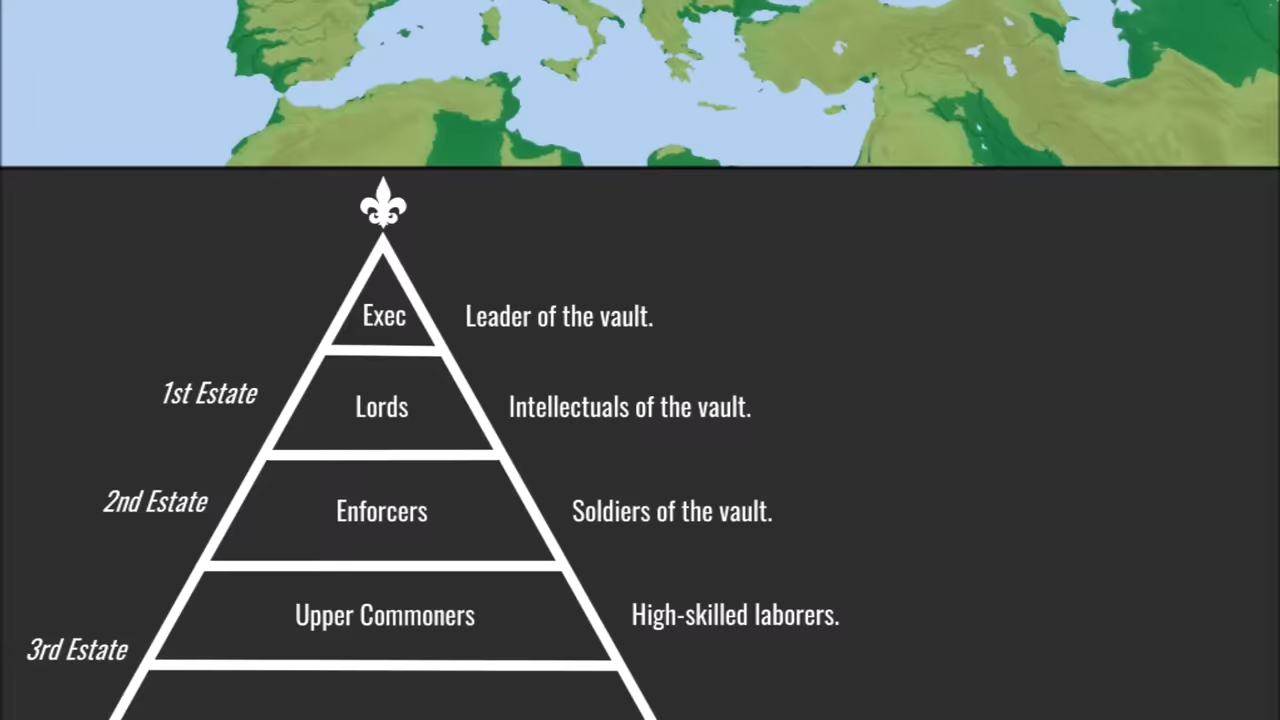 Exec
Leader of the vault.
1st Estate
Lords
Intellectuals of the vault.
2nd Estate
Enforcers
Soldiers of the vault.
Upper Commoners
High-skilled laborers.
3rd Estate